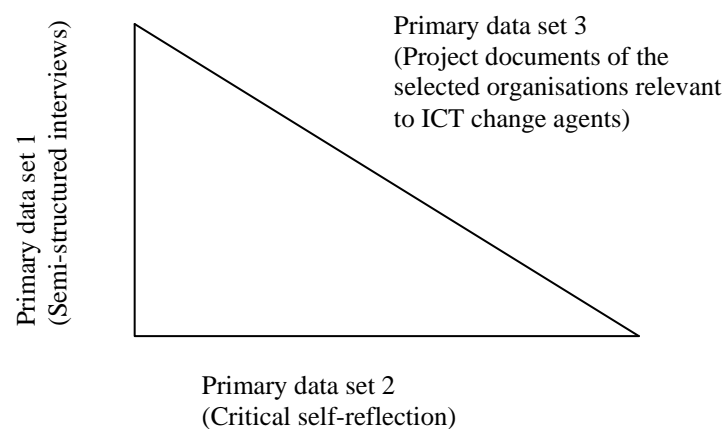 Primary data set 3
(Project documents of the
selected organisations relevant
to ICT change agents)
Primary data set 1
(Semi-structured interviews)
Primary data set 2
(Critical self-reflection)